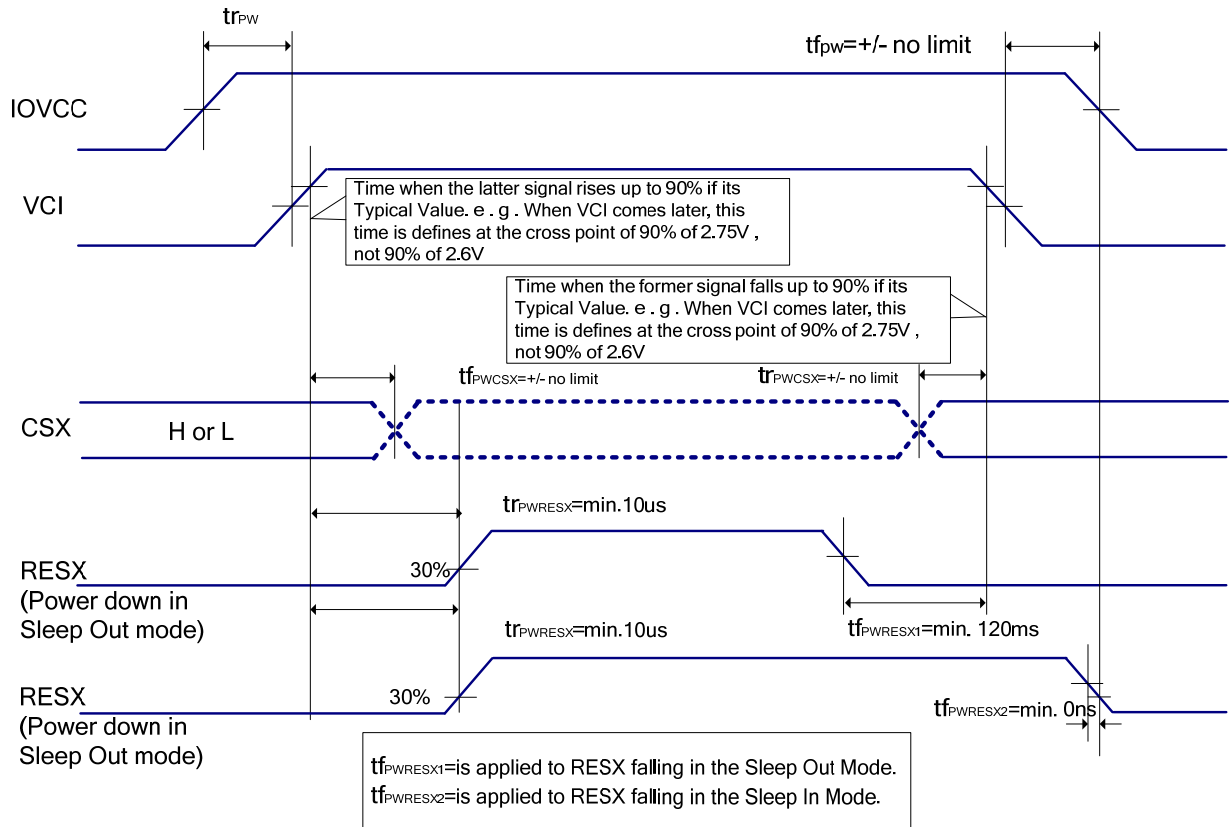 trPW
tfpw=+/- no limit
IOVCC
VCI
Time when the latter signal rises up to 90% if its
Typical Value. e . g . When VCI comes later, this
time is defines at the cross point of 90% of 2.75V ,
not 90% of 2.6V
Time when the former signal falls up to 90% if its
Typical Value. e . g . When VCI comes later, this
time is defines at the cross point of 90% of 2.75V ,
not 90% of 2.6V
tfPWCSX=+/- no limit
trPWCSX=+/- no limit
CSX
H or L
trPWRESX=min.10us
30%
RESX
(Power down in
Sleep Out mode)
trPWRESX=min.10us
tfPWRESX1=min. 120ms
30%
RESX
(Power down in
Sleep Out mode)
tfPWRESX2=min. 0ns
tfPWRESX1=is applied to RESX falling in the Sleep Out Mode.
tfPWRESX2=is applied to RESX falling in the Sleep In Mode.